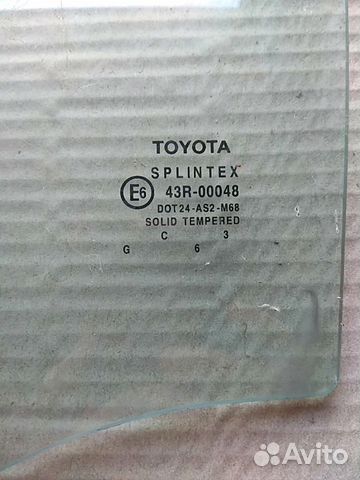 TOYOTA
SPLINTEX
E6 43R-00048
DOT24-AS2-M68
SOLID TEMPERED
C 3
G 6
Avito